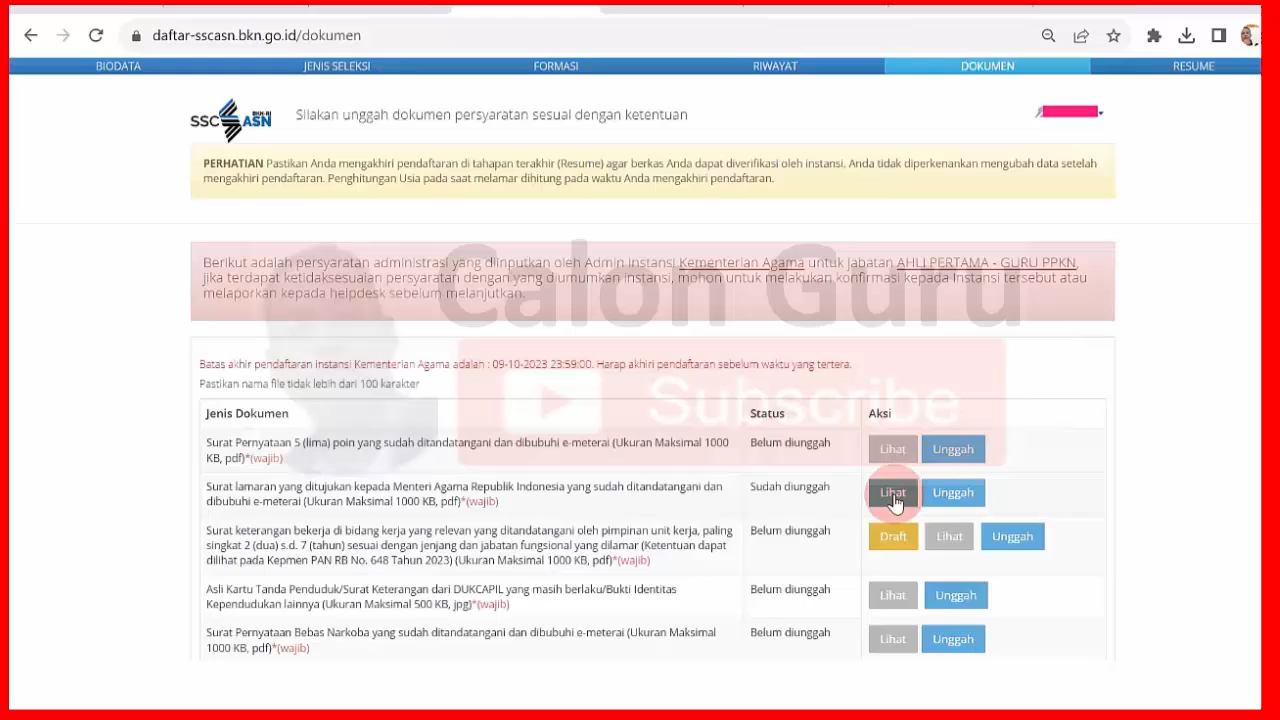 daftar-sscasn.bkn.go.id/dokumen
BIODATA JENIS SELEKSI FORMASI RIWAYAT DOKUMEN RESUME
SSC ASN BKN-RI Silakan unggah dokumen persyaratan sesuai dengan ketentuan
PERHATIAN Pastikan Anda mengakhiri pendaftaran di tahapan terakhir (Resume) agar berkas Anda dapat diverifikasi oleh instansi. Anda tidak diperkenankan mengubah data setelah
mengakhiri pendaftaran. Penghitungan Usia pada saat melamar dihitung pada waktu Anda mengakhiri pendaftaran.
Berikut adalah persyaratan administrasi yang diinputkan oleh Admin Instansi Kementerian Agama untuk jabatan AHLI PERTAMA - GURU PPKN,
jika terdapat ketidaksesuaian persyaratan dengan yang diumumkan instansi, mohon untuk melakukan konfirmasi kepada Instansi tersebut atau
melaporkan kepada helpdesk sebelum melanjutkan.
Calon Guru
Subscribe
Batas akhir pendaftaran instansi Kementerian Agama adalah : 09-10-2023 23:59:00. Harap akhiri pendaftaran sebelum waktu yang tertera.
Pastikan nama file tidak lebih dari 100 karakter
Jenis Dokumen Status Aksi
Surat Pernyataan 5 (lima) poin yang sudah ditandatangani dan dibubuhi e-meterai (Ukuran Maksimal 1000 Belum diunggah Lihat Unggah
KB, pdf)*(wajib)
Surat lamaran yang ditujukan kepada Menteri Agama Republik Indonesia yang sudah ditandatangani dan Sudah diunggah Lihat Unggah
dibubuhi e-meterai (Ukuran Maksimal 1000 KB, pdf)*(wajib)
Surat keterangan bekerja di bidang kerja yang relevan yang ditandatangani oleh pimpinan unit kerja, paling Belum diunggah Draft Lihat Unggah
singkat 2 (dua) s.d. 7 (tahun) sesuai dengan jenjang dan jabatan fungsional yang dilamar (Ketentuan dapat
dilihat pada Kepmen PAN RB No. 648 Tahun 2023) (Ukuran Maksimal 1000 KB, pdf)*(wajib)
Asli Kartu Tanda Penduduk/Surat Keterangan dari DUKCAPIL yang masih berlaku/Bukti Identitas Belum diunggah Lihat Unggah
Kependudukan lainnya (Ukuran Maksimal 500 KB, jpg)*(wajib)
Surat Pernyataan Bebas Narkoba yang sudah ditandatangani dan dibubuhi e-meterai (Ukuran Maksimal Belum diunggah Lihat Unggah
1000 KB, pdf)*(wajib)